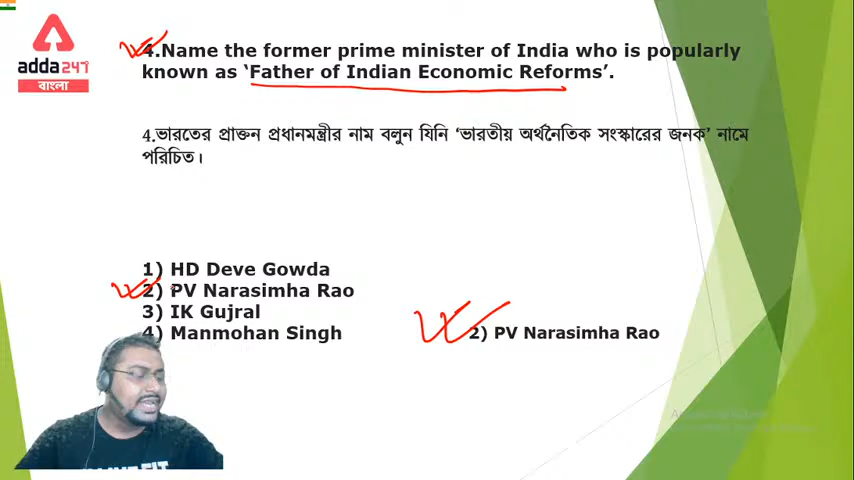 4.Name the former prime minister of India who is popularly
known as ‘Father of Indian Economic Reforms’.
adda247
বাংলা
4.ভারতের প্রাক্তন প্রধানমন্ত্রীর নাম বলুন যিনি ‘ভারতীয় অর্থনৈতিক সংস্কারের জনক’ নামে
পরিচিত।
1) HD Deve Gowda
2) PV Narasimha Rao
3) IK Gujral
4) Manmohan Singh
2) PV Narasimha Rao